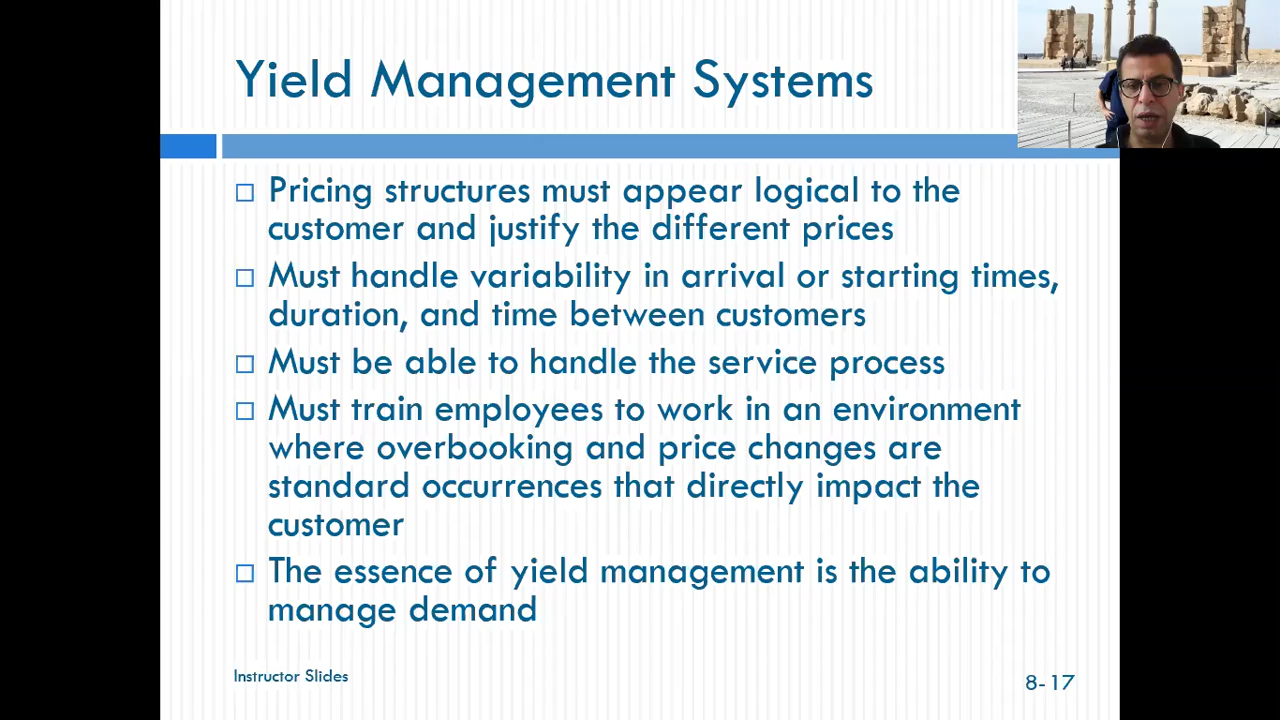 Yield Management Systems
Pricing structures must appear logical to the
customer and justify the different prices
Must handle variability in arrival or starting times,
duration, and time between customers
Must be able to handle the service process
Must train employees to work in an environment
where overbooking and price changes are
standard occurrences that directly impact the
customer
The essence of yield management is the ability to
manage demand
Instructor Slides
8-17